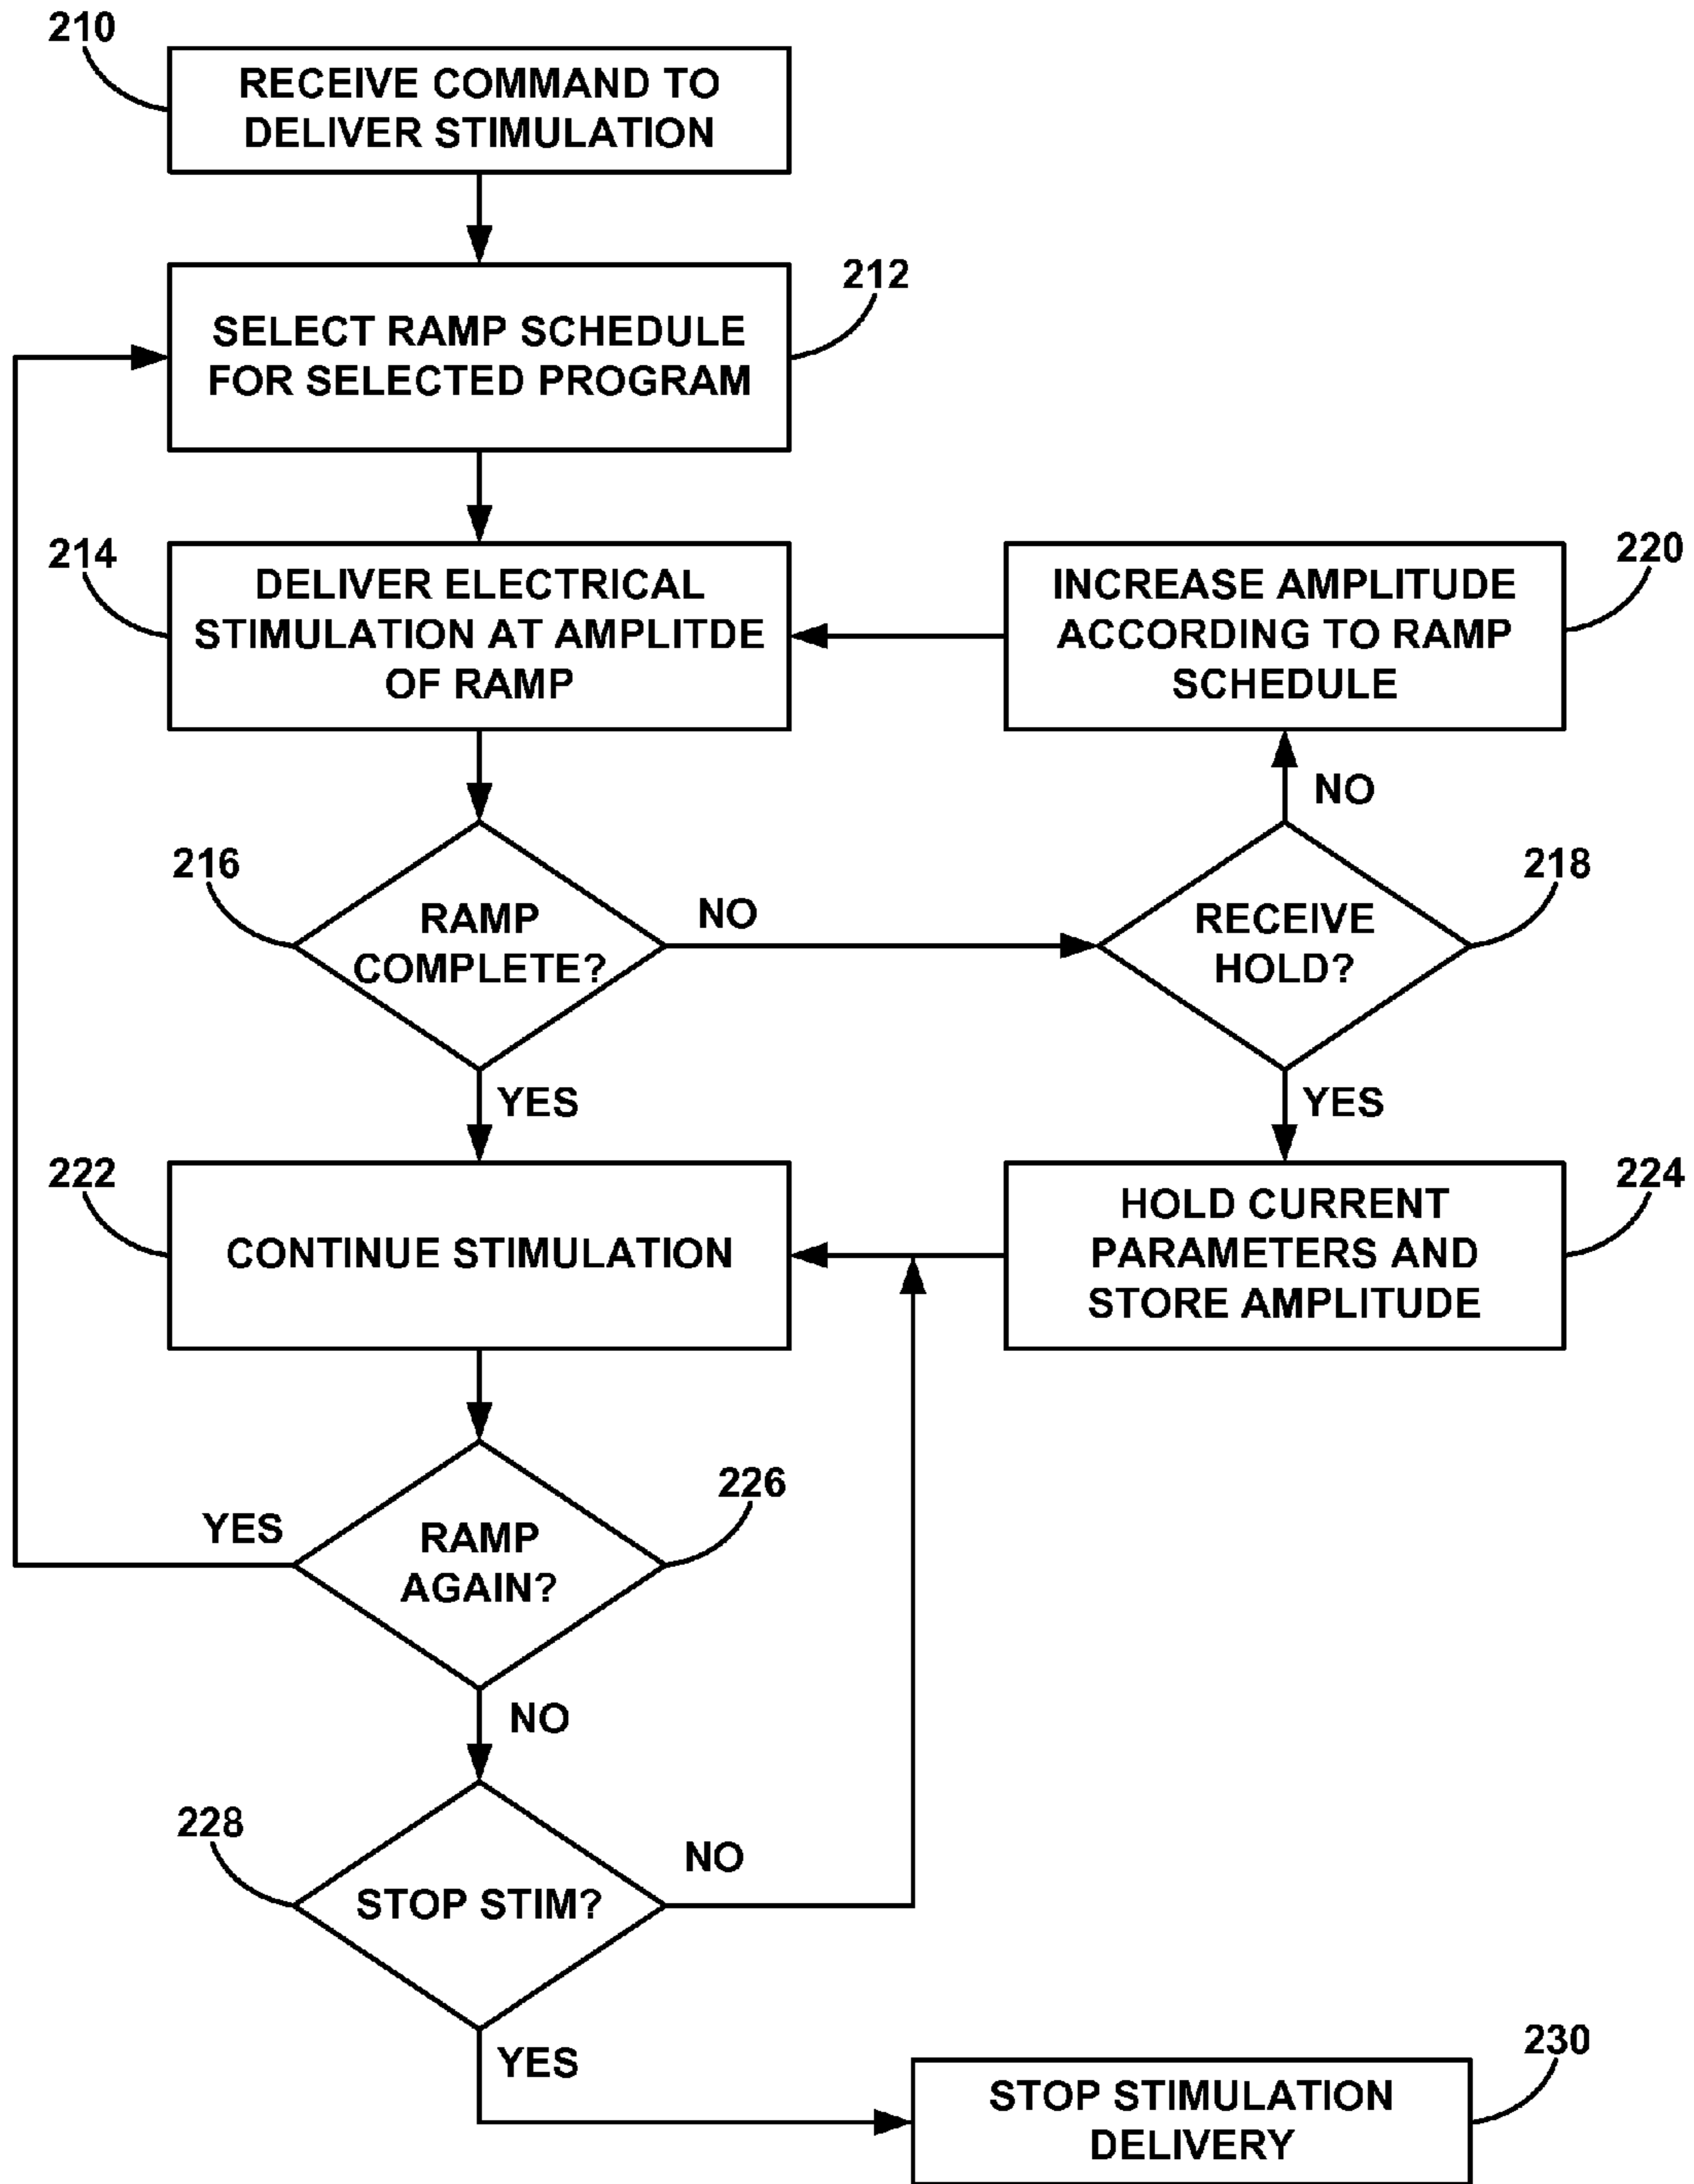 210
RECEIVE COMMAND TO
DELIVER STIMULATION
212
SELECT RAMP SCHEDULE
FOR SELECTED PROGRAM
214
DELIVER ELECTRICAL
STIMULATION AT AMPLITDE
OF RAMP
220
INCREASE AMPLITUDE
ACCORDING TO RAMP
SCHEDULE
NO
216
RAMP
COMPLETE?
NO
218
RECEIVE
HOLD?
YES
YES
222
CONTINUE STIMULATION
224
HOLD CURRENT
PARAMETERS AND
STORE AMPLITUDE
226
YES
RAMP
AGAIN?
NO
228
STOP STIM?
NO
YES
230
STOP STIMULATION
DELIVERY